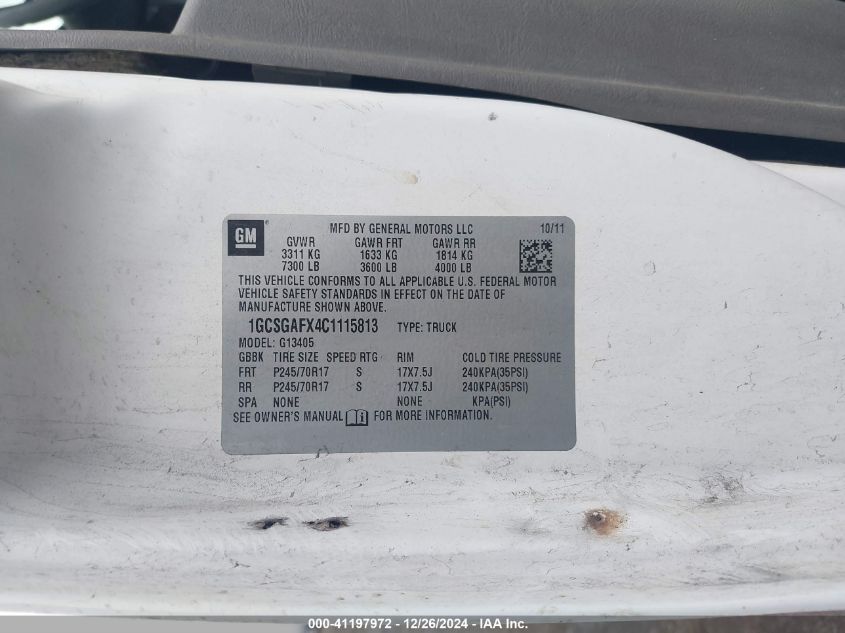 GM ® MFD BY GENERAL MOTORS LLC 10/11
GVWR GAWR FRT GAWR RR
3311 KG 1633 KG 1814 KG
7300 LB 3600 LB 4000 LB
THIS VEHICLE CONFORMS TO ALL APPLICABLE U.S. FEDERAL MOTOR
VEHICLE SAFETY STANDARDS IN EFFECT ON THE DATE OF
MANUFACTURE SHOWN ABOVE.
1GCSGAFX4C1115813 TYPE: TRUCK
MODEL: G13405
GBBK TIRE SIZE SPEED RTG RIM COLD TIRE PRESSURE
FRT P245/70R17 S 17X7.5J 240KPA(35PSI)
RR P245/70R17 S 17X7.5J 240KPA(35PSI)
SPA NONE NONE KPA(PSI)
SEE OWNER'S MANUAL FOR MORE INFORMATION.
000-41197972 - 12/26/2024 - IAA Inc.